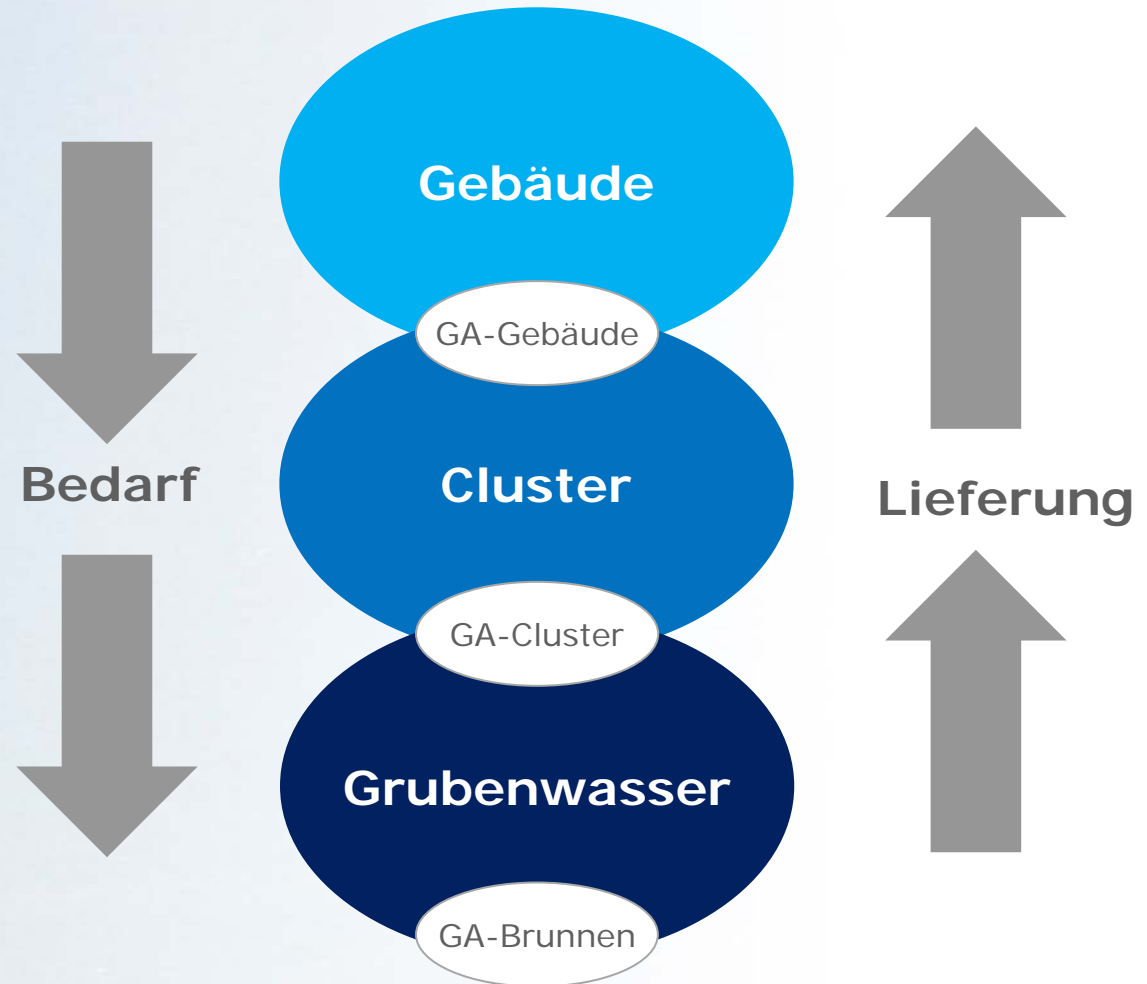 Gebäude
GA-Gebäude
Bedarf
Cluster
Lieferung
GA-Cluster
Grubenwasser
GA-Brunnen